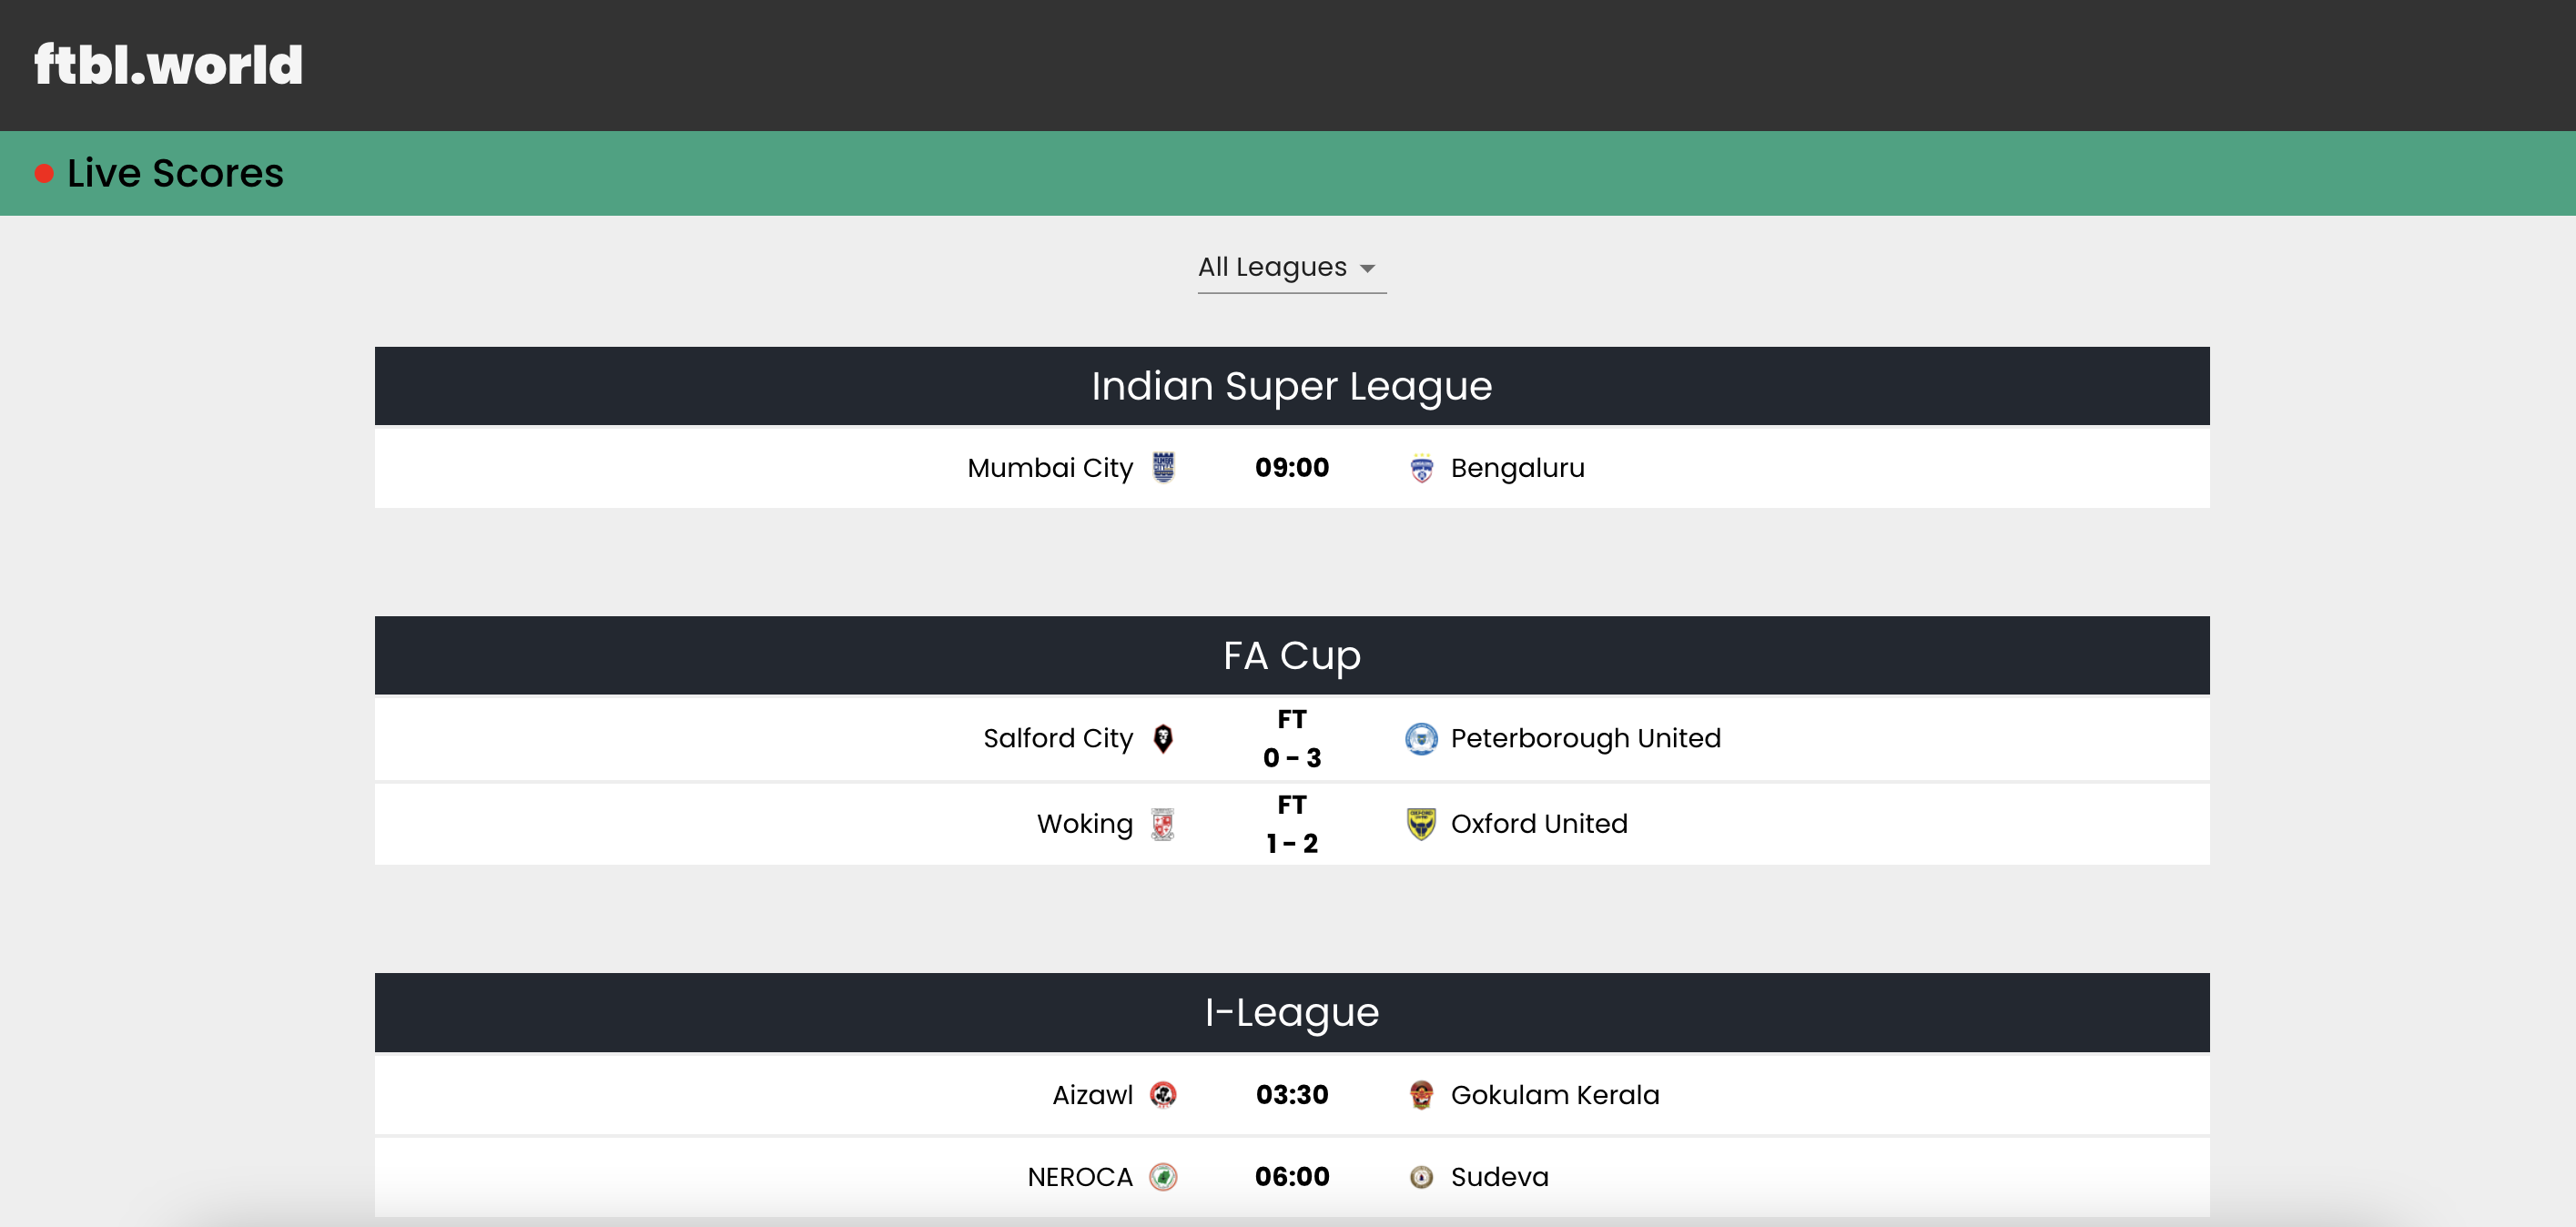 ftbl.world
Live Scores
All Leagues
Indian Super League
Mumbai City 09:00 Bengaluru
FA Cup
Salford City FT 0 - 3 Peterborough United
Woking FT 1 - 2 Oxford United
I-League
Aizawl 03:30 Gokulam Kerala
NEROCA 06:00 Sudeva